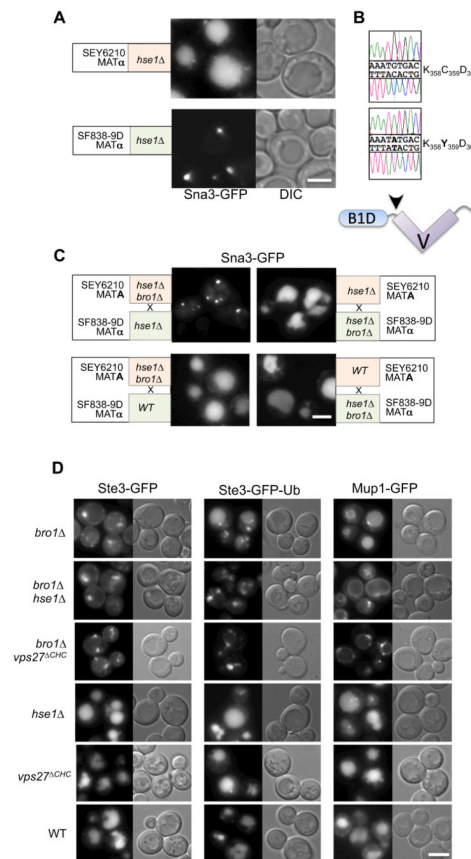 A
SEY6210
MATα
hse1Δ
SF838-9D
MATα
hse1Δ
Sna3-GFP
DIC
B
AAATGTGAC
TTTACACTG
K358C359D3
AAATATGAC
TTTATACTG
K358Y359D3
B1D
V
C
Sna3-GFP
SEY6210
MATA
hse1Δ
bro1Δ
X
SF838-9D
MATα
hse1Δ
hse1Δ
SEY6210
MATA
X
hse1Δ
bro1Δ
SF838-9D
MATα
SEY6210
MATA
hse1Δ
bro1Δ
X
SF838-9D
MATα
WT
WT
SEY6210
MATA
X
hse1Δ
bro1Δ
SF838-9D
MATα
D
Ste3-GFP
Ste3-GFP-Ub
Mup1-GFP
bro1Δ
bro1Δ
hse1Δ
bro1Δ
vps27ΔCHC
hse1Δ
vps27ΔCHC
WT